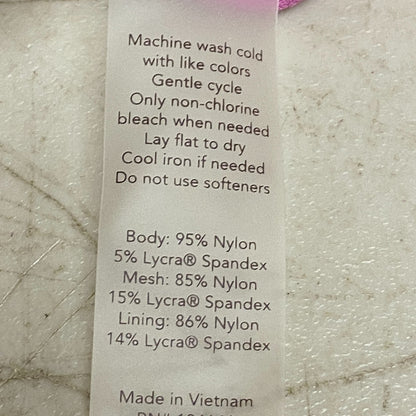 Machine wash cold
with like colors
Gentle cycle
Only non-chlorine
bleach when needed
Lay flat to dry
Cool iron if needed
Do not use softeners
Body: 95% Nylon
5% Lycra® Spandex
Mesh: 85% Nylon
15% Lycra® Spandex
Lining: 86% Nylon
14% Lycra® Spandex
Made in Vietnam